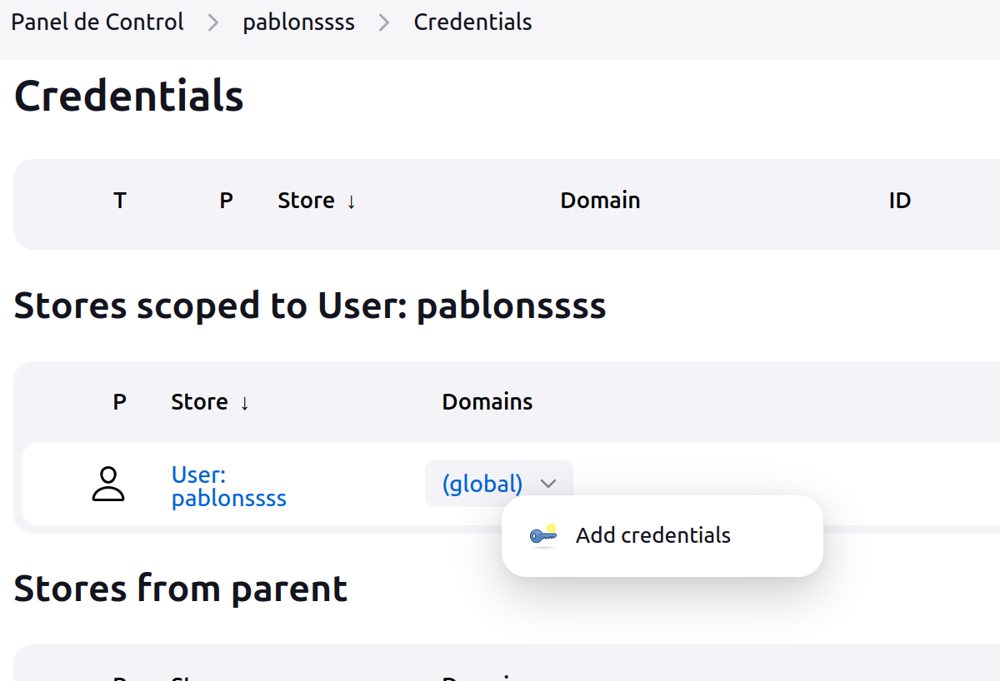 Panel de Control > pablonssss > Credentials
Credentials
T P Store ↓ Domain ID
Stores scoped to User: pablonssss
P Store ↓ Domains
User:
pablonssss
(global)
Add credentials
Stores from parent